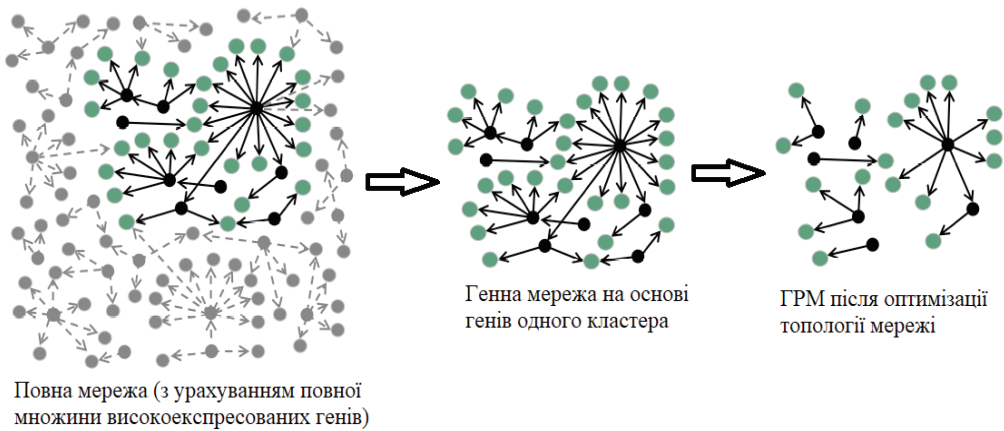 Повна мережа (з урахуванням повної
множини високоекспресованих генів)
Генна мережа на основі
генів одного кластера
ГРМ після оптимізації
топології мережі